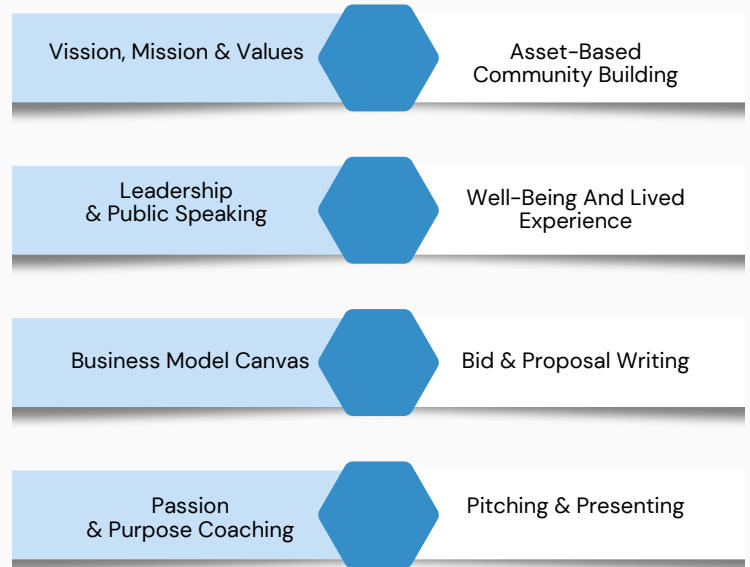 Vission, Mission & Values
Asset-Based
Community Building
Leadership
& Public Speaking
Well-Being And Lived
Experience
Business Model Canvas
Bid & Proposal Writing
Passion
& Purpose Coaching
Pitching & Presenting